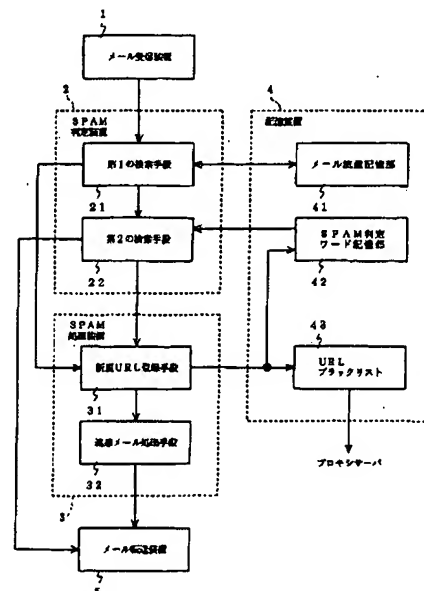 1
メール受信装置
2
SPAM
判定装置
第1の検索手段
21
第2の検索手段
22
4
記憶装置
メール流量記憶部
41
SPAM判定
ワード記憶部
42
43
URL
ブラックリスト
プロキシサーバ
SPAM
処理装置
新規URL登録手段
31
迷惑メール処理手段
32
3
メール転送装置
5